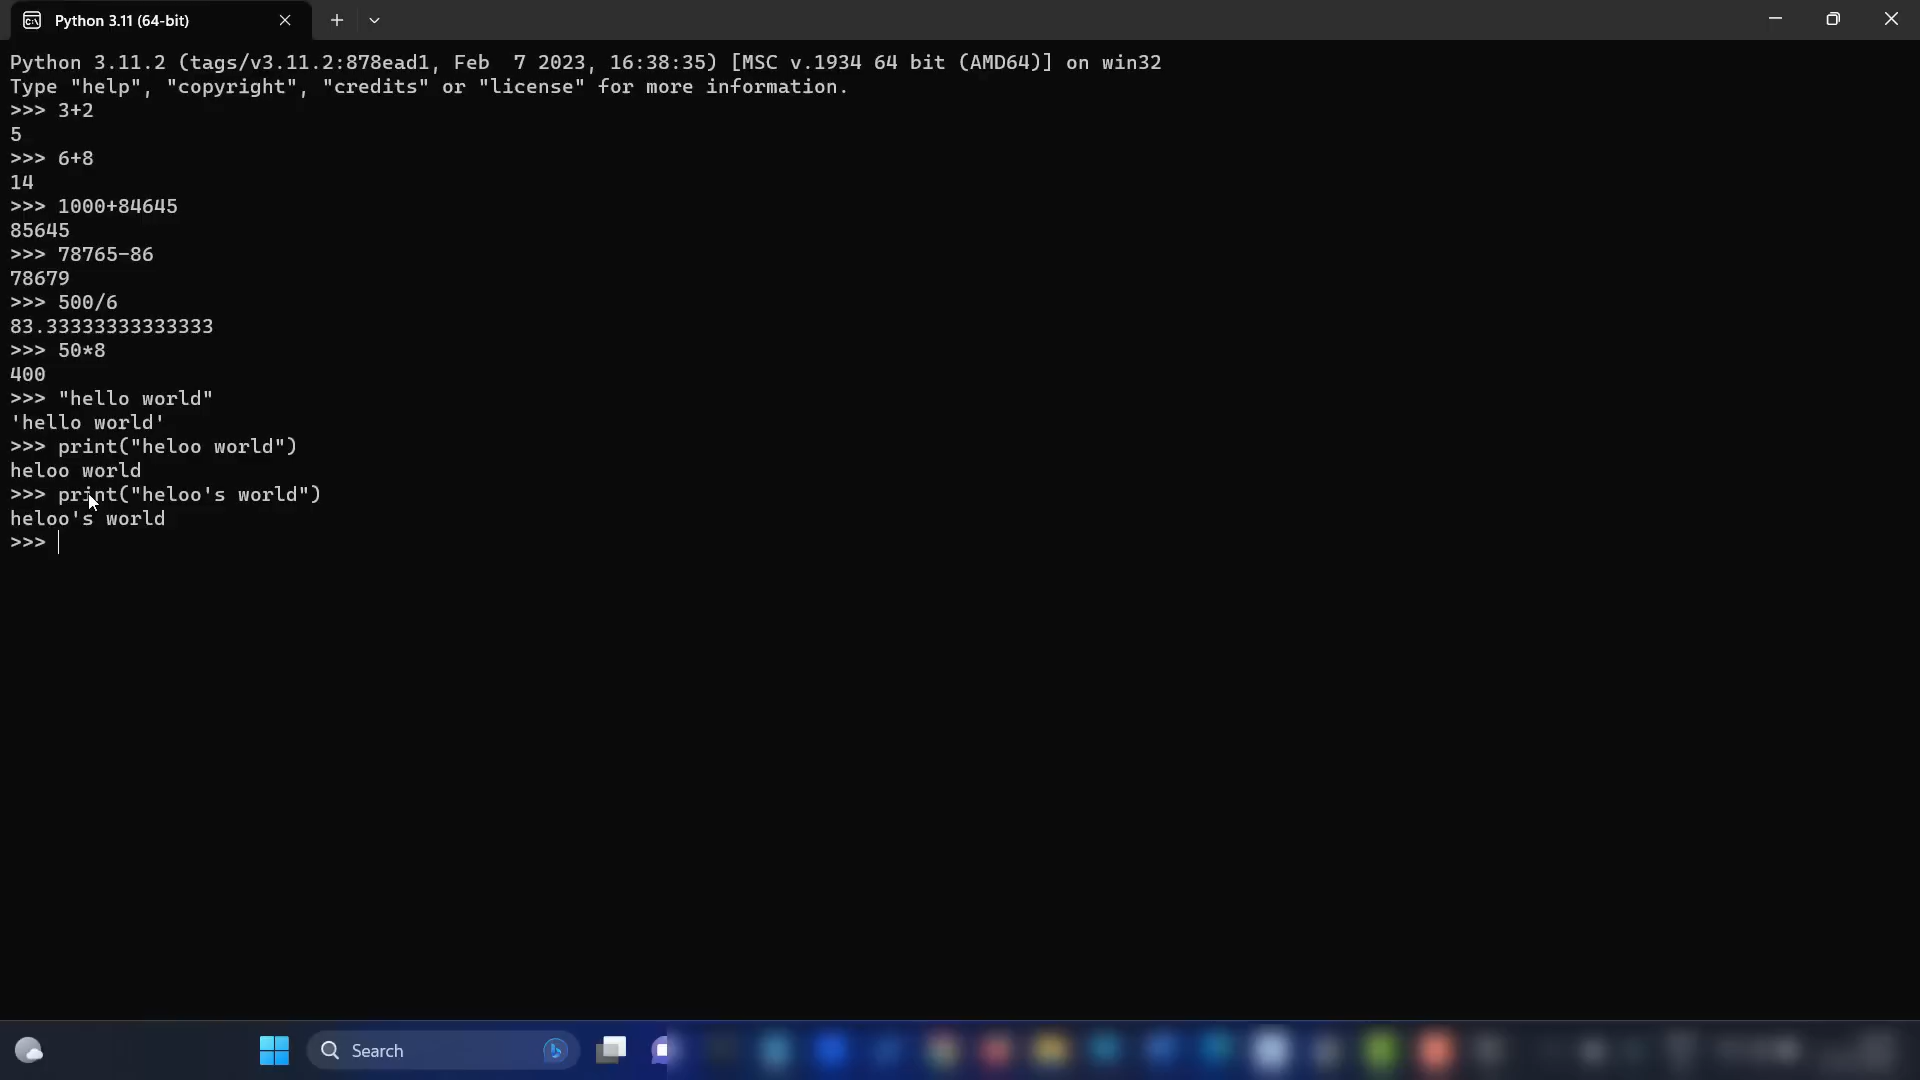 Python 3.11 (64-bit)
Python 3.11.2 (tags/v3.11.2:878ead1, Feb  7 2023, 16:38:35) [MSC v.1934 64 bit (AMD64)] on win32
Type "help", "copyright", "credits" or "license" for more information.
>>> 3+2
5
>>> 6+8
14
>>> 1000+84645
85645
>>> 78765-86
78679
>>> 500/6
83.33333333333333
>>> 50*8
400
>>> "hello world"
'hello world'
>>> print("heloo world")
heloo world
>>> print("heloo's world")
heloo's world
>>>
Search